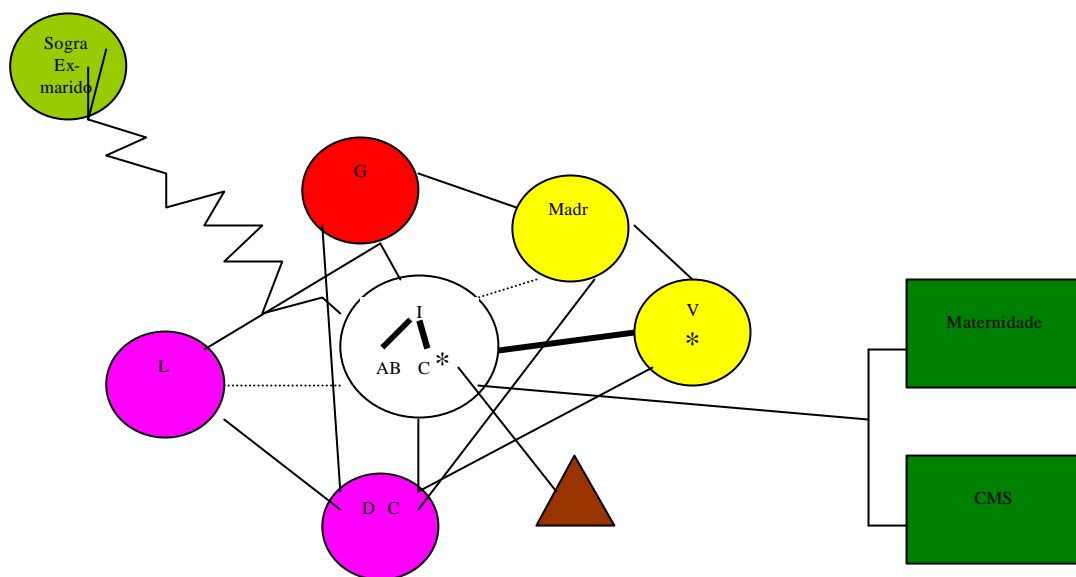 Sogra
Ex-
marido
G
Madr
V
*
Maternidade
I
AB C *
L
D C
CMS